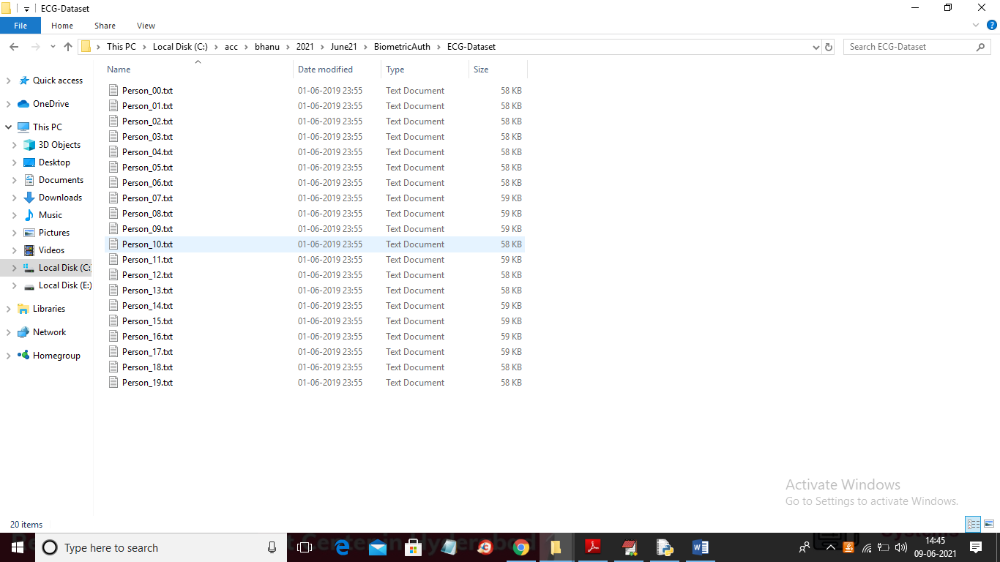 ECG-Dataset
File Home Share View
This PC Local Disk (C:) acc bhanu 2021 June21 BiometricAuth ECG-Dataset Search ECG-Dataset
Name Date modified Type Size
Quick access
OneDrive
This PC
3D Objects
Desktop
Documents
Downloads
Music
Pictures
Videos
Local Disk (C:
Local Disk (E:)
Libraries
Network
Homegroup
Person_00.txt 01-06-2019 23:55 Text Document 58 KB
Person_01.txt 01-06-2019 23:55 Text Document 58 KB
Person_02.txt 01-06-2019 23:55 Text Document 58 KB
Person_03.txt 01-06-2019 23:55 Text Document 58 KB
Person_04.txt 01-06-2019 23:55 Text Document 58 KB
Person_05.txt 01-06-2019 23:55 Text Document 58 KB
Person_06.txt 01-06-2019 23:55 Text Document 58 KB
Person_07.txt 01-06-2019 23:55 Text Document 59 KB
Person_08.txt 01-06-2019 23:55 Text Document 59 KB
Person_09.txt 01-06-2019 23:55 Text Document 59 KB
Person_10.txt 01-06-2019 23:55 Text Document 58 KB
Person_11.txt 01-06-2019 23:55 Text Document 59 KB
Person_12.txt 01-06-2019 23:55 Text Document 58 KB
Person_13.txt 01-06-2019 23:55 Text Document 58 KB
Person_14.txt 01-06-2019 23:55 Text Document 59 KB
Person_15.txt 01-06-2019 23:55 Text Document 59 KB
Person_16.txt 01-06-2019 23:55 Text Document 59 KB
Person_17.txt 01-06-2019 23:55 Text Document 59 KB
Person_18.txt 01-06-2019 23:55 Text Document 58 KB
Person_19.txt 01-06-2019 23:55 Text Document 58 KB
Activate Windows
Go to Settings to activate Windows.
20 items
Type here to search
14:45
09-06-2021